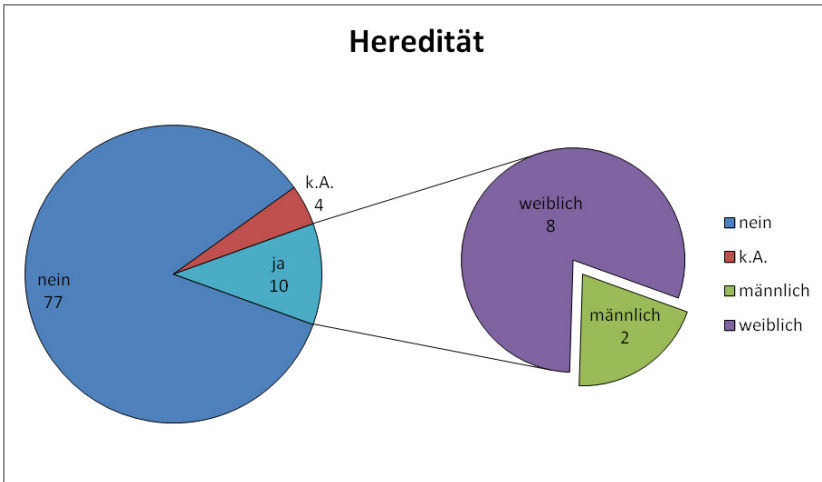 Heredität
k.A.
4
nein
77
ja
10
weiblich
8
männlich
2
nein
k.A.
männlich
weiblich